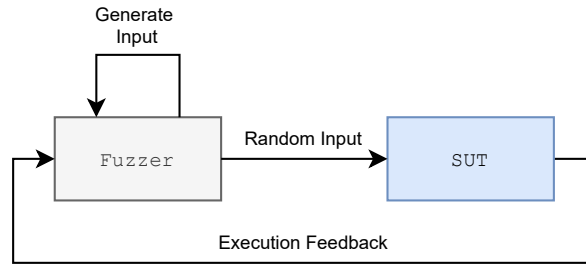 Generate
Input
Random Input
Fuzzer
SUT
Execution Feedback